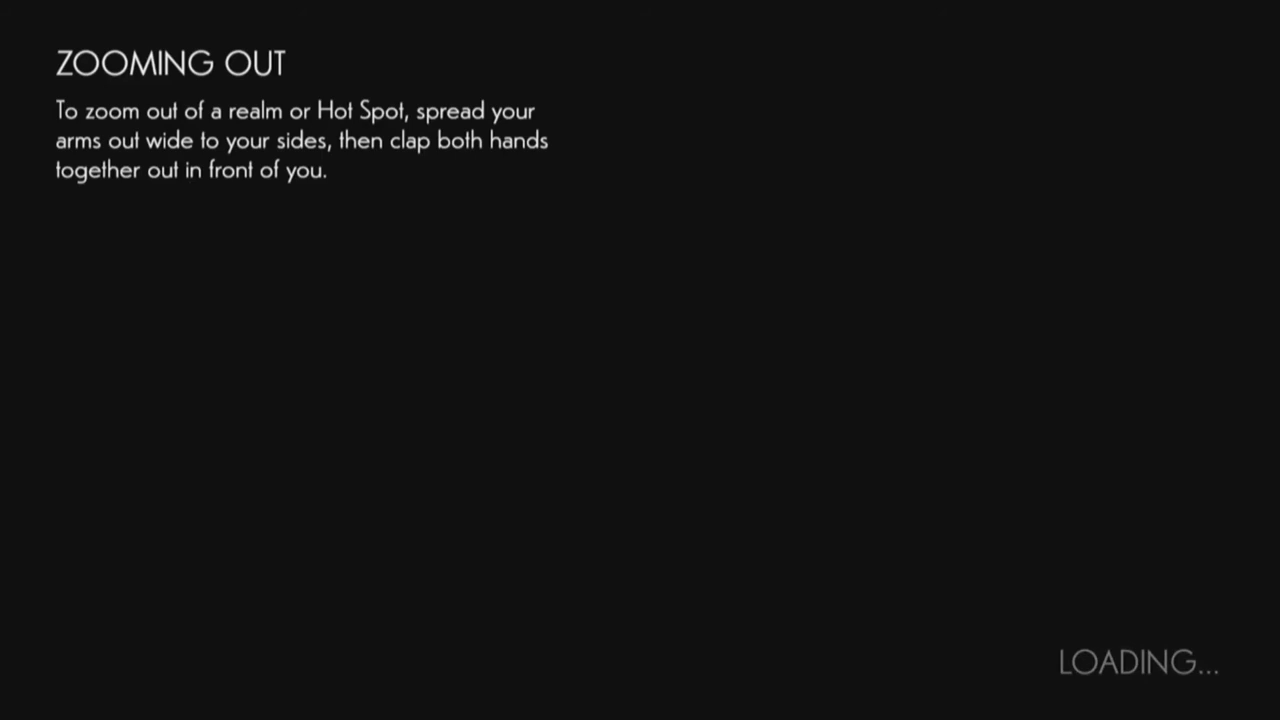 ZOOMING OUT
To zoom out of a realm or Hot Spot, spread your
arms out wide to your sides, then clap both hands
together out in front of you.
LOADING...